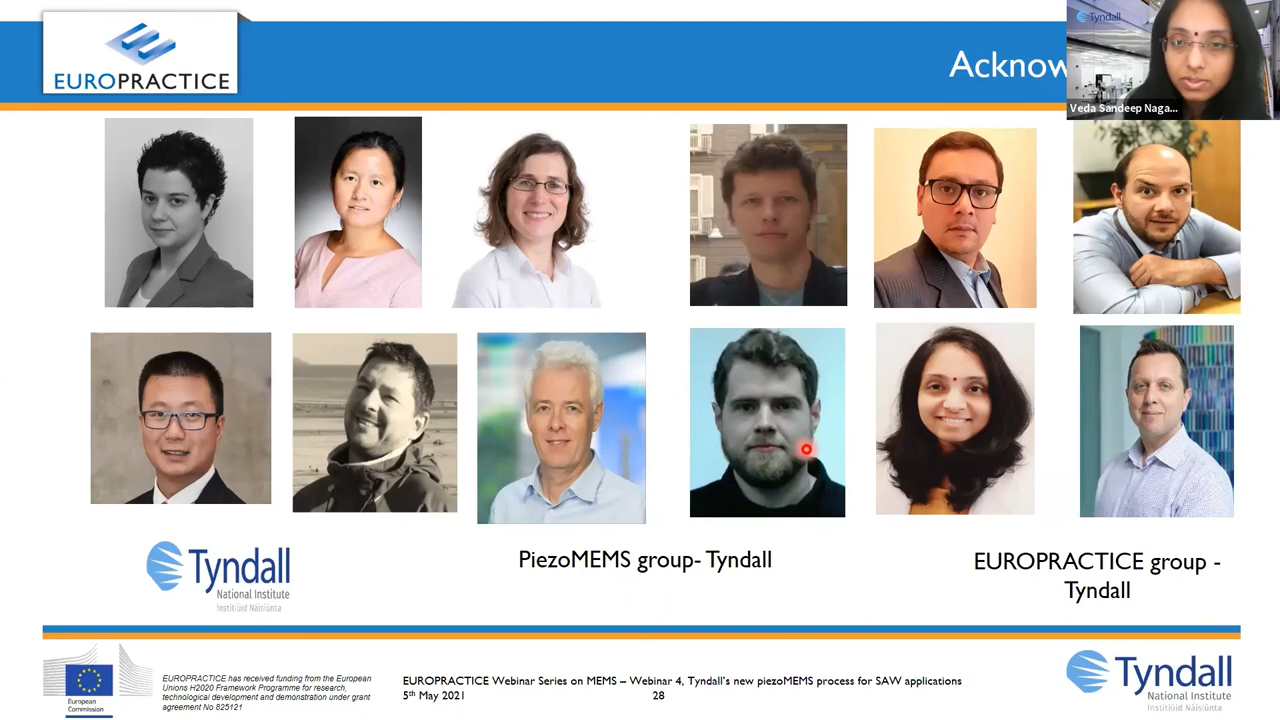 EUROPRACTICE
Acknow
Tyndall
Veda Sandeep Naga...
Tyndall
National Institute
Institiúid Náisiúnta
PiezoMEMS group- Tyndall
EUROPRACTICE group -
Tyndall
European
Commission
EUROPRACTICE has received funding from the European
Unions H2020 Framework Programme for research,
technological development and demonstration under grant
agreement No 825121
EUROPRACTICE Webinar Series on MEMS – Webinar 4, Tyndall's new piezoMEMS process for SAW applications
5th May 2021
28
Tyndall
National Institute
Institiúid Náisiúnta